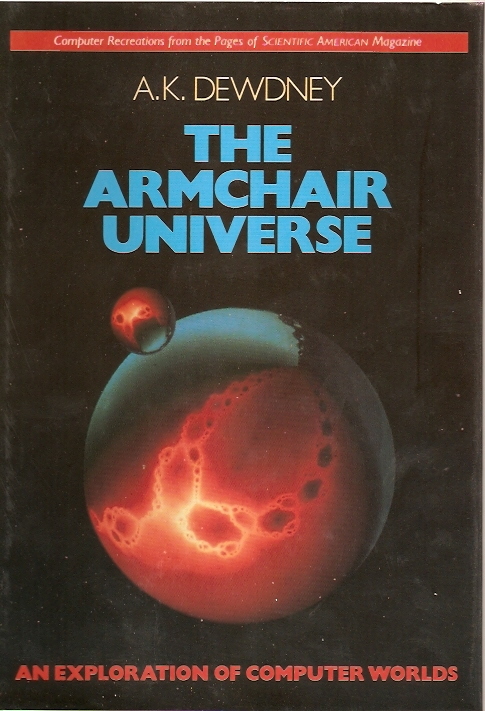 Computer Recreations from the Pages of SCIENTIFIC AMERICAN Magazine
A.K. DEWDNEY
THE
ARMCHAIR
UNIVERSE
AN EXPLORATION OF COMPUTER WORLDS